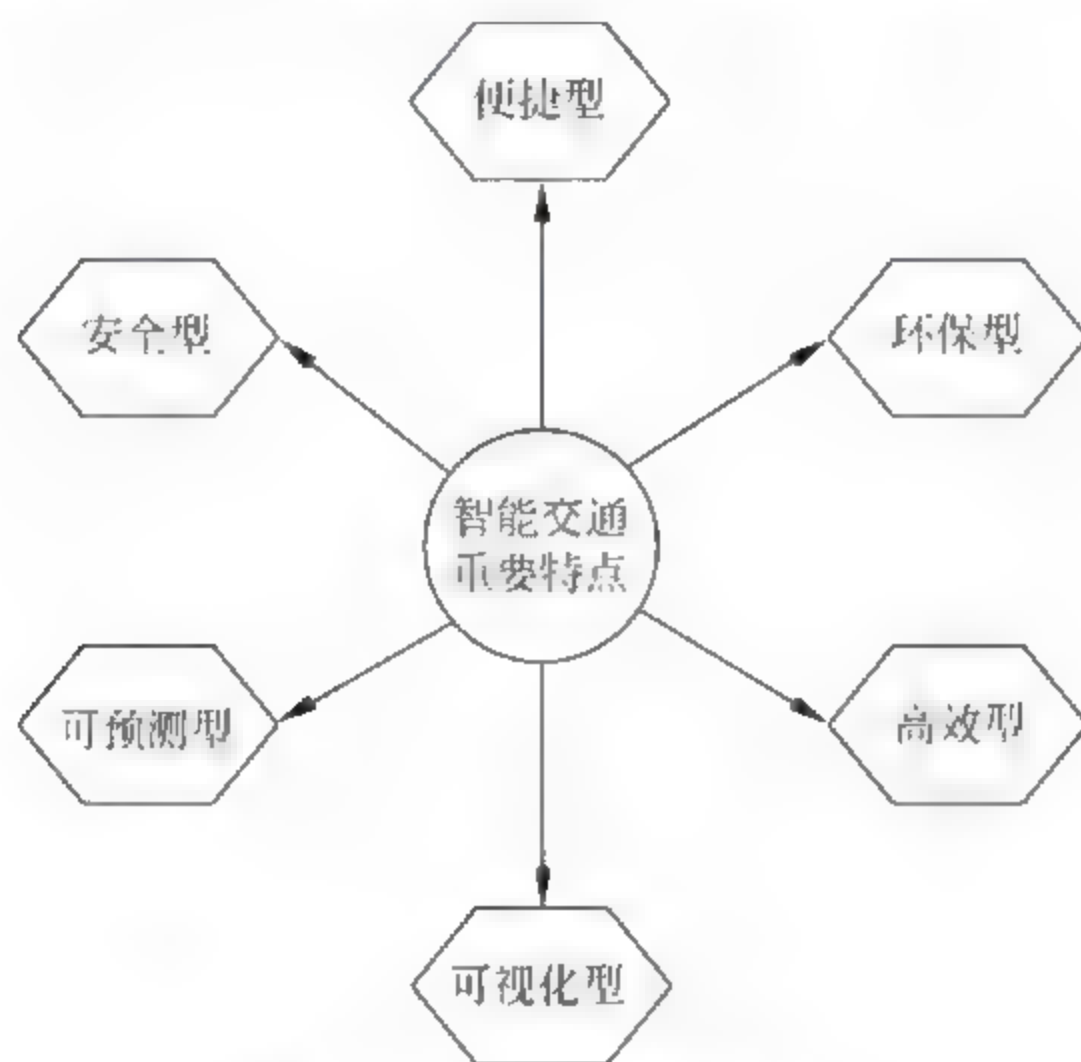 便捷型
安全型
环保型
智能交通
重要特点
可预测型
高效型
可视化型